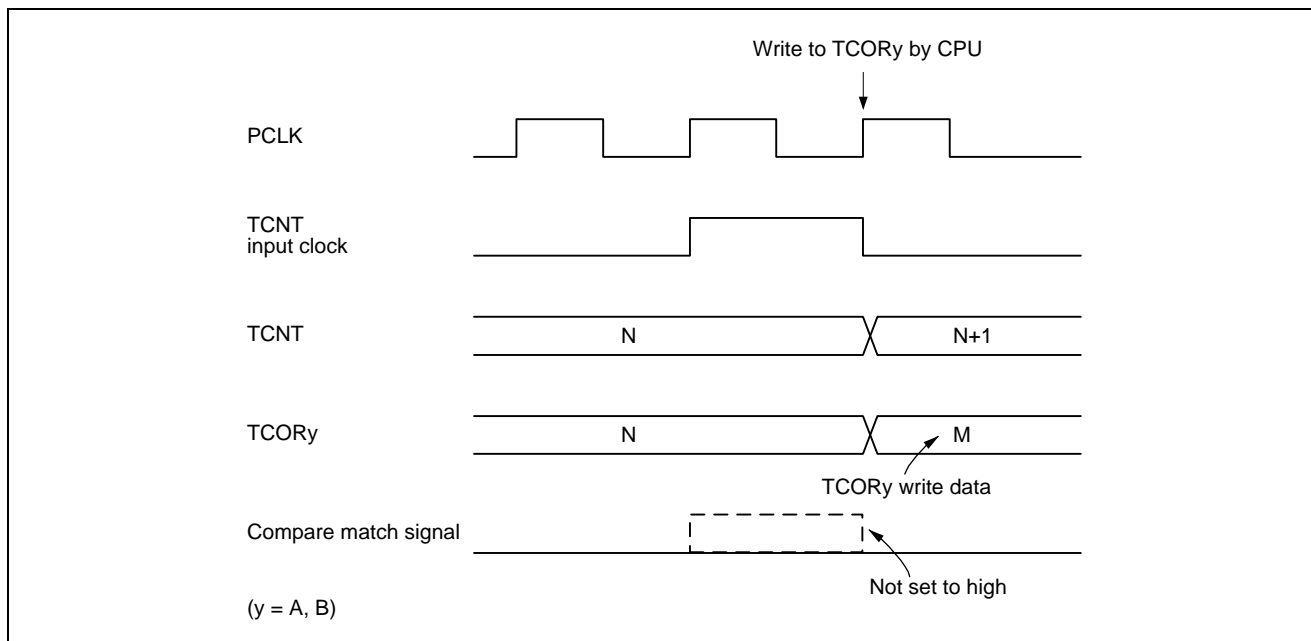 Write to TCORy by CPU
PCLK
TCNT
input clock
TCNT
N
N+1
TCORy
N
M
TCORy write data
Compare match signal
Not set to high
(y = A, B)